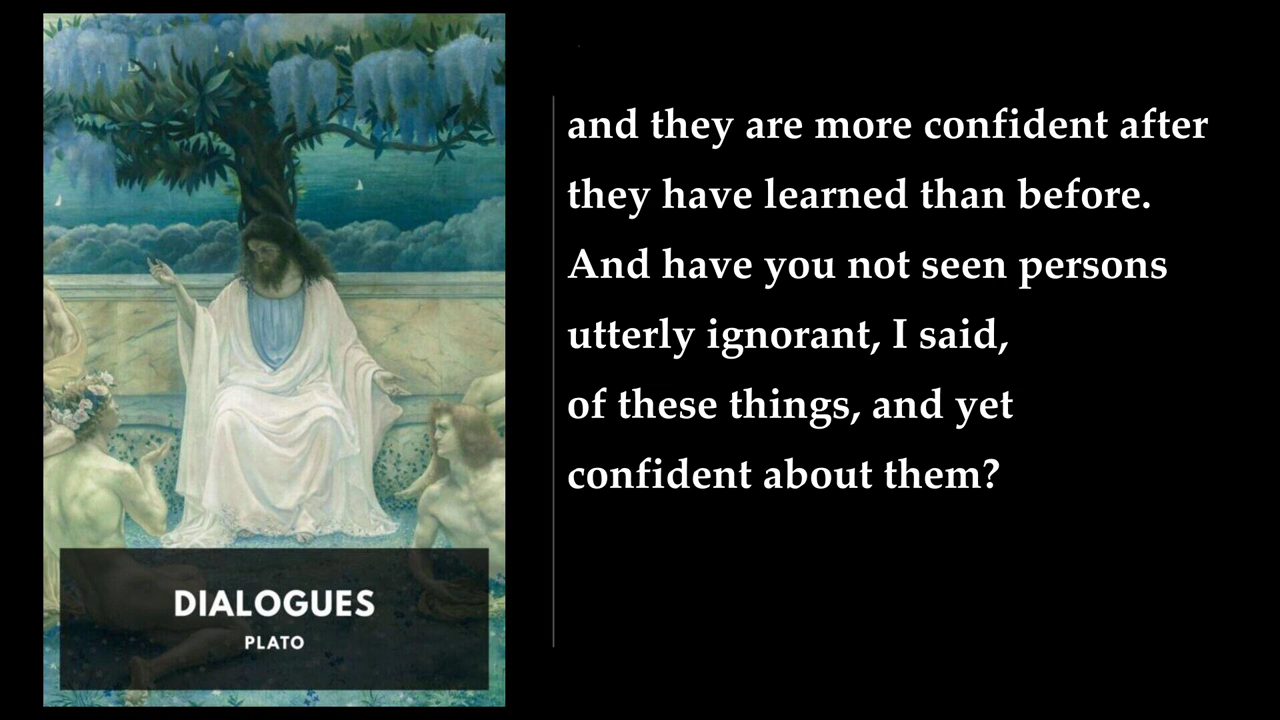 and they are more confident after
they have learned than before.
And have you not seen persons
utterly ignorant, I said,
of these things, and yet
confident about them?
DIALOGUES
PLATO